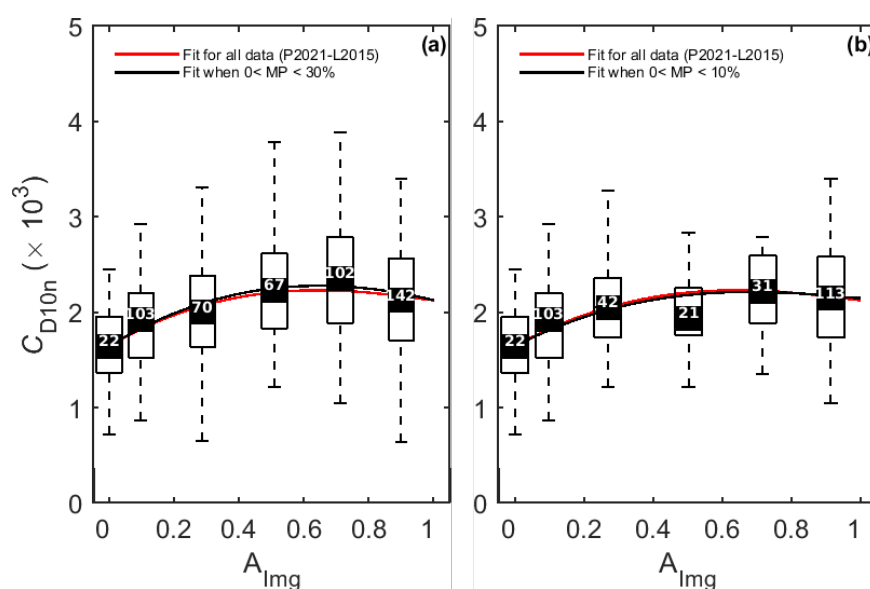 5
(a)
Fit for all data (P2021-L2015)
Fit when 0< MP < 30%
4
3
2
1
0
C_D10n (× 10^3)
22
103
70
67
102
142
0 0.2 0.4 0.6 0.8 1
A_Img
5
(b)
Fit for all data (P2021-L2015)
Fit when 0< MP < 10%
4
3
2
1
0
22
103
42
21
31
113
0 0.2 0.4 0.6 0.8 1
A_Img